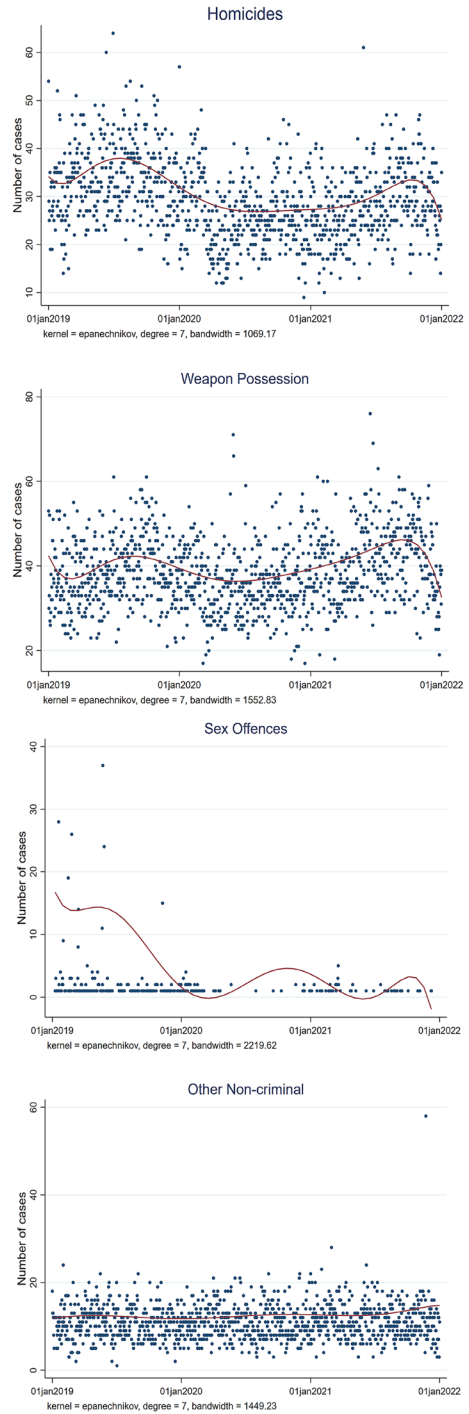 Homicides
Number of cases
60
50
40
30
20
10
01jan2019 01jan2020 01jan2021 01jan2022
kernel = epanechnikov, degree = 7, bandwidth = 1069.17
Weapon Possession
Number of cases
80
60
40
20
01jan2019 01jan2020 01jan2021 01jan2022
kernel = epanechnikov, degree = 7, bandwidth = 1552.83
Sex Offences
Number of cases
40
30
20
10
0
01jan2019 01jan2020 01jan2021 01jan2022
kernel = epanechnikov, degree = 7, bandwidth = 2219.62
Other Non-criminal
Number of cases
60
40
20
0
01jan2019 01jan2020 01jan2021 01jan2022
kernel = epanechnikov, degree = 7, bandwidth = 1449.23